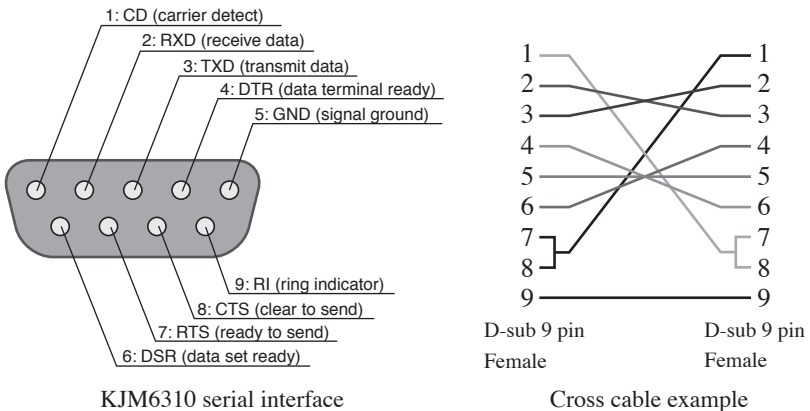 1: CD (carrier detect)
2: RXD (receive data)
3: TXD (transmit data)
4: DTR (data terminal ready)
5: GND (signal ground)
9: RI (ring indicator)
8: CTS (clear to send)
7: RTS (ready to send)
6: DSR (data set ready)
KJM6310 serial interface
1 1
2 2
3 3
4 4
5 5
6 6
7 7
8 8
9 9
D-sub 9 pin D-sub 9 pin
Female Female
Cross cable example